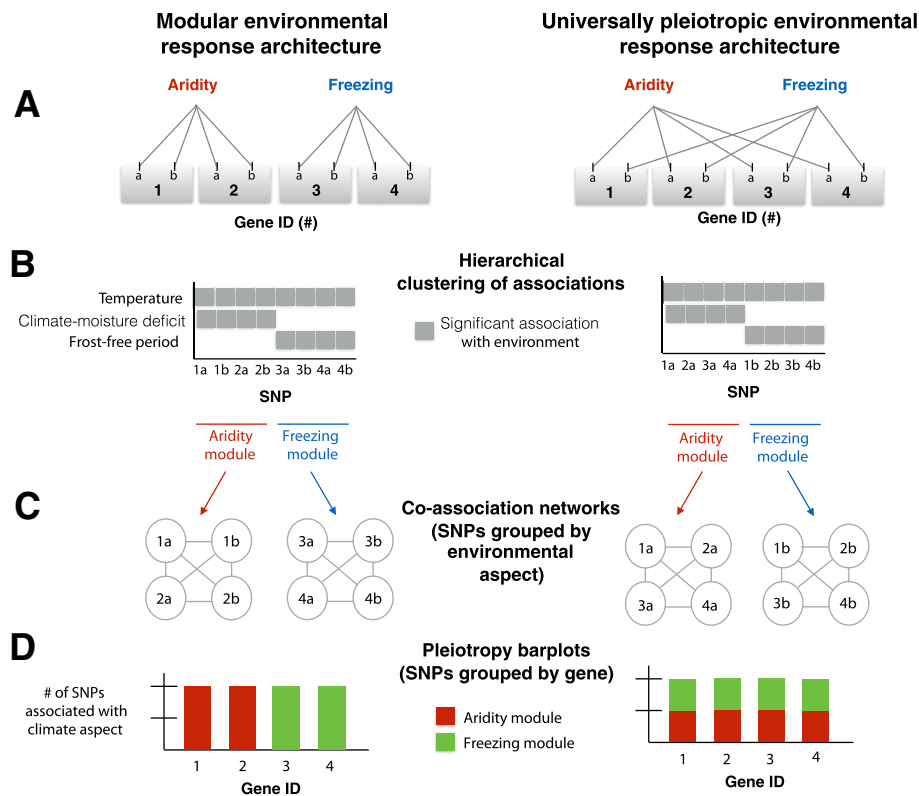 Modular environmental
response architecture
Universally pleiotropic environmental
response architecture
A
Aridity
Freezing
Aridity
Freezing
a b a b a b a b
1 2 3 4
Gene ID (#)
a b a b a b a b
1 2 3 4
Gene ID (#)
B
Hierarchical
clustering of associations
Temperature
Climate-moisture deficit
Frost-free period
Significant association
with environment
1a 1b 2a 2b 3a 3b 4a 4b
SNP
1a 2a 3a 4a 1b 2b 3b 4b
SNP
Aridity
module
Freezing
module
Aridity
module
Freezing
module
C
Co-association networks
(SNPs grouped by
environmental
aspect)
1a 1b 3a 3b
2a 2b 4a 4b
1a 2a 1b 2b
3a 4a 3b 4b
D
Pleiotropy barplots
(SNPs grouped by gene)
# of SNPs
associated with
climate aspect
Aridity module
Freezing module
1 2 3 4
Gene ID
1 2 3 4
Gene ID